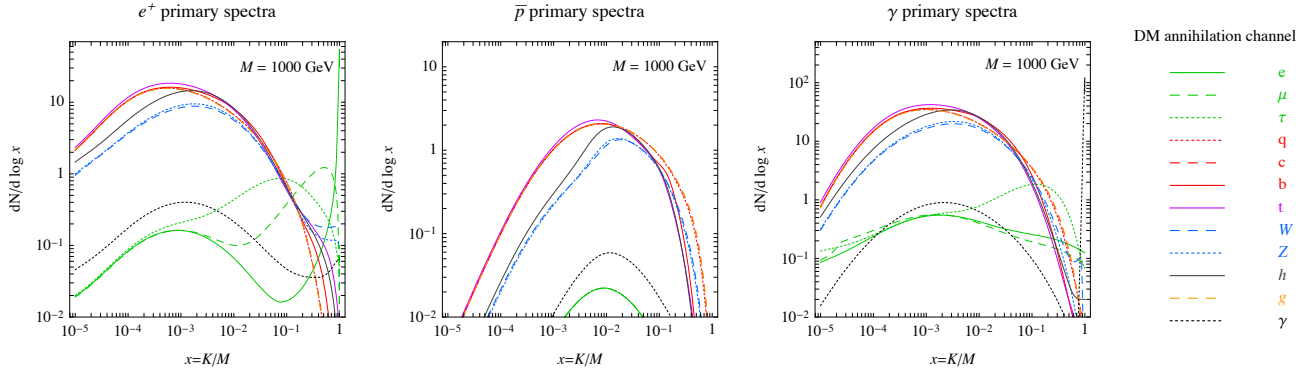 e⁺ primary spectra
M = 1000 GeV
dN/d log x
10
1
10⁻¹
10⁻²
10⁻⁵ 10⁻⁴ 10⁻³ 10⁻² 10⁻¹ 1
x=K/M
p̅ primary spectra
M = 1000 GeV
dN/d log x
10
1
10⁻¹
10⁻²
10⁻⁵ 10⁻⁴ 10⁻³ 10⁻² 10⁻¹ 1
x=K/M
γ primary spectra
M = 1000 GeV
dN/d log x
10²
10
1
10⁻¹
10⁻²
10⁻⁵ 10⁻⁴ 10⁻³ 10⁻² 10⁻¹ 1
x=K/M
DM annihilation channel
e
μ
τ
q
c
b
t
W
Z
h
g
γ